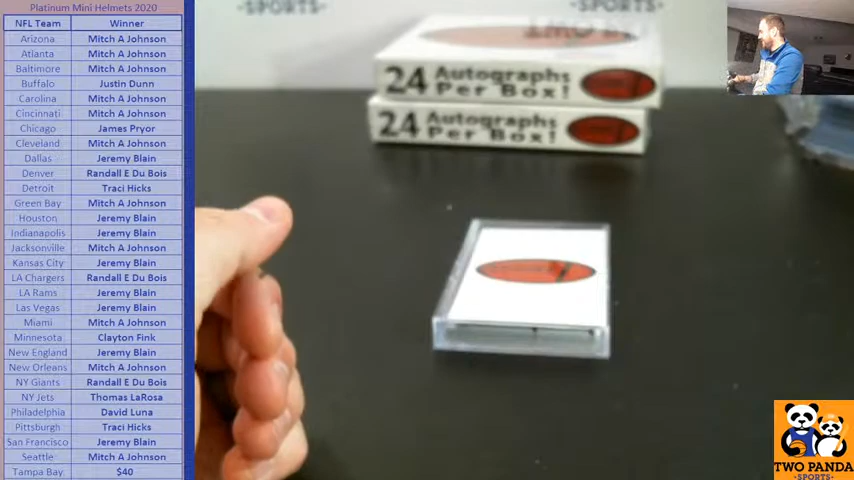 Platinum Mini Helmets 2020
NFL Team Winner
Arizona Mitch A Johnson
Atlanta Mitch A Johnson
Baltimore Mitch A Johnson
Buffalo Justin Dunn
Carolina Mitch A Johnson
Cincinnati Mitch A Johnson
Chicago James Pryor
Cleveland Mitch A Johnson
Dallas Jeremy Blain
Denver Randall E Du Bois
Detroit Traci Hicks
Green Bay Mitch A Johnson
Houston Jeremy Blain
Indianapolis Jeremy Blain
Jacksonville Mitch A Johnson
Kansas City Jeremy Blain
LA Chargers Randall E Du Bois
LA Rams Jeremy Blain
Las Vegas Jeremy Blain
Miami Mitch A Johnson
Minnesota Clayton Fink
New England Jeremy Blain
New Orleans Mitch A Johnson
NY Giants Randall E Du Bois
NY Jets Thomas LaRosa
Philadelphia David Luna
Pittsburgh Traci Hicks
San Francisco Jeremy Blain
Seattle Mitch A Johnson
Tampa Bay $40
-SPORTS-
-SPORTS-
24 Autographs Per Box!
24 Autographs Per Box!
TWO PANDA
-SPORTS-